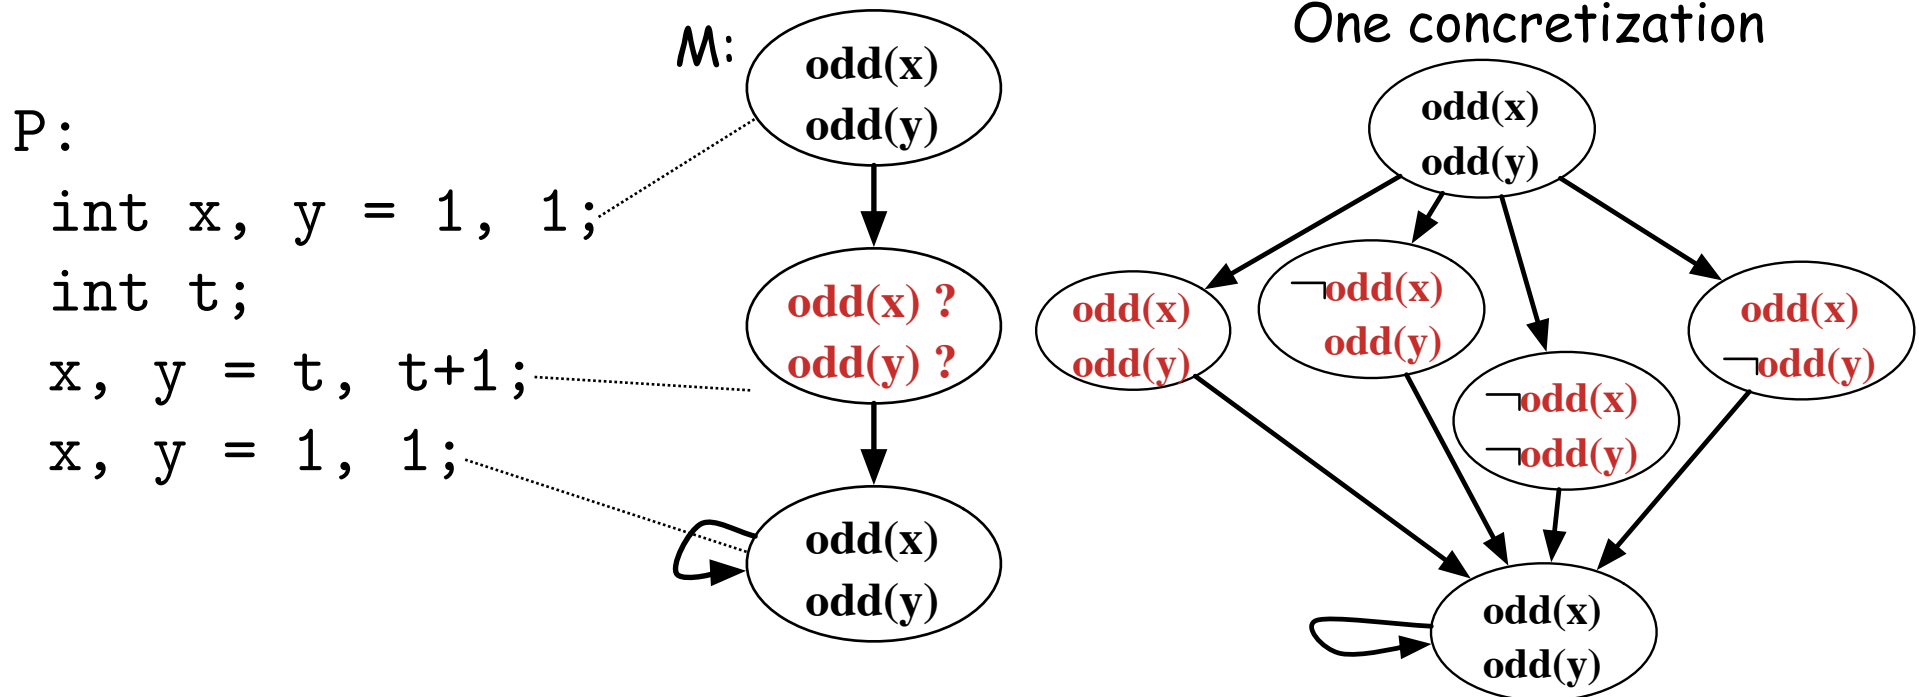 P:
int x, y = 1, 1;
int t;
x, y = t, t+1;
x, y = 1, 1;
M:
odd(x)
odd(y)
odd(x) ?
odd(y) ?
odd(x)
odd(y)
One concretization
odd(x)
odd(y)
odd(x)
odd(y)
¬odd(x)
odd(y)
¬odd(x)
¬odd(y)
odd(x)
¬odd(y)
odd(x)
odd(y)